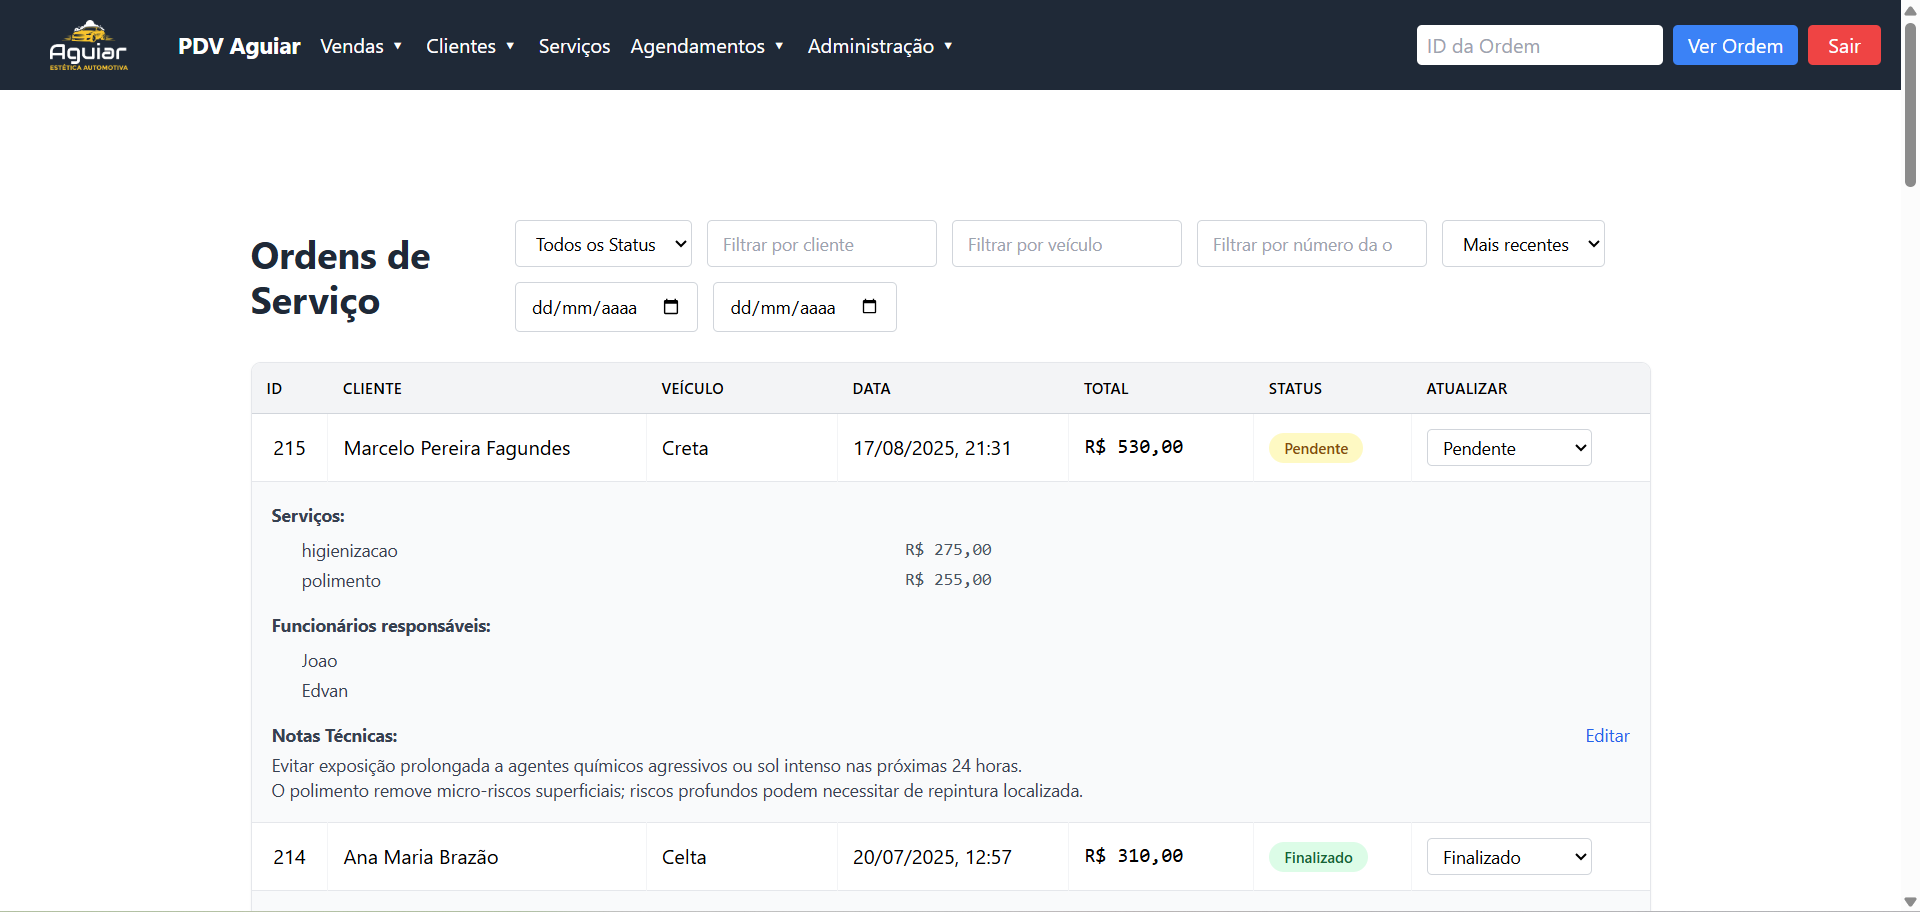 Aguiar
ESTÉTICA AUTOMOTIVA
PDV Aguiar Vendas ▼ Clientes ▼ Serviços Agendamentos ▼ Administração ▼ ID da Ordem Ver Ordem Sair
Ordens de
Serviço
Todos os Status Filtrar por cliente Filtrar por veículo Filtrar por número da o Mais recentes
dd/mm/aaaa dd/mm/aaaa
ID CLIENTE VEÍCULO DATA TOTAL STATUS ATUALIZAR
215 Marcelo Pereira Fagundes Creta 17/08/2025, 21:31 R$ 530,00 Pendente Pendente
Serviços:
higienizacao R$ 275,00
polimento R$ 255,00
Funcionários responsáveis:
Joao
Edvan
Notas Técnicas: Editar
Evitar exposição prolongada a agentes químicos agressivos ou sol intenso nas próximas 24 horas.
O polimento remove micro-riscos superficiais; riscos profundos podem necessitar de repintura localizada.
214 Ana Maria Brazão Celta 20/07/2025, 12:57 R$ 310,00 Finalizado Finalizado